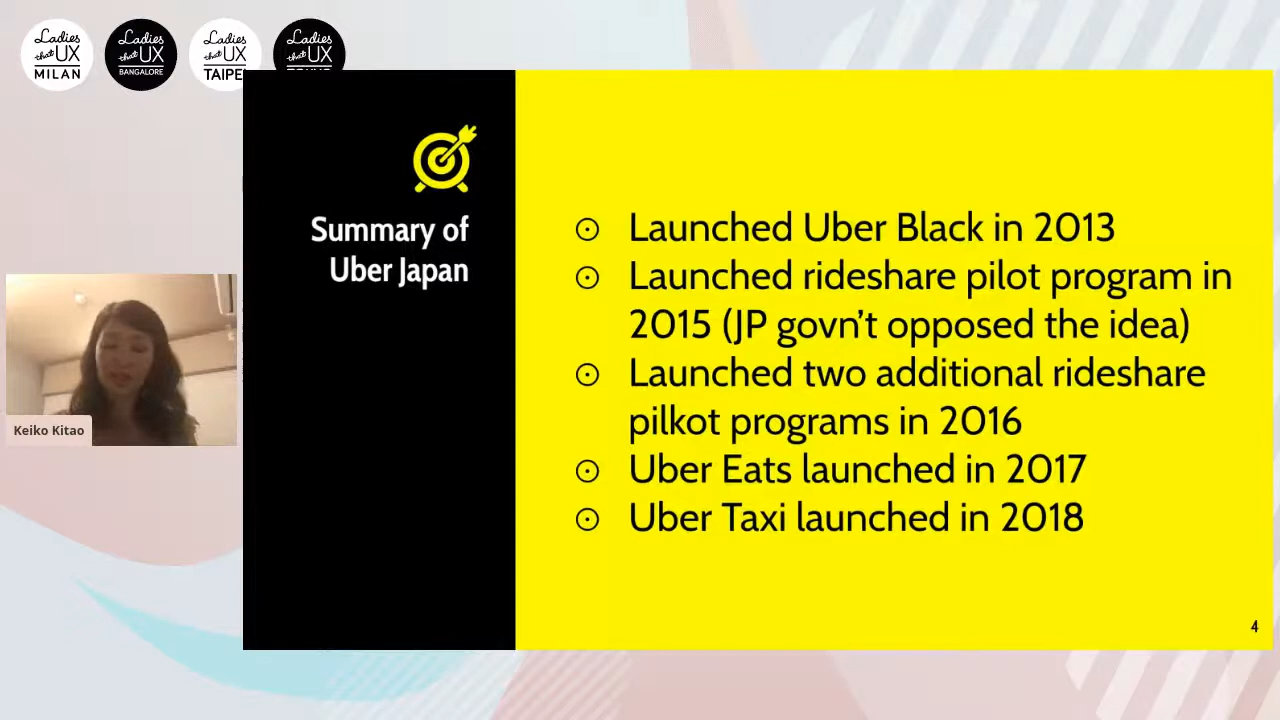 Ladies
that UX
MILAN
Ladies
that UX
BANGALORE
Ladies
that UX
TAIPE
Ladies
that UX
Summary of
Uber Japan
Launched Uber Black in 2013
Launched rideshare pilot program in
2015 (JP govn't opposed the idea)
Launched two additional rideshare
pilkot programs in 2016
Uber Eats launched in 2017
Uber Taxi launched in 2018
Keiko Kitao
4